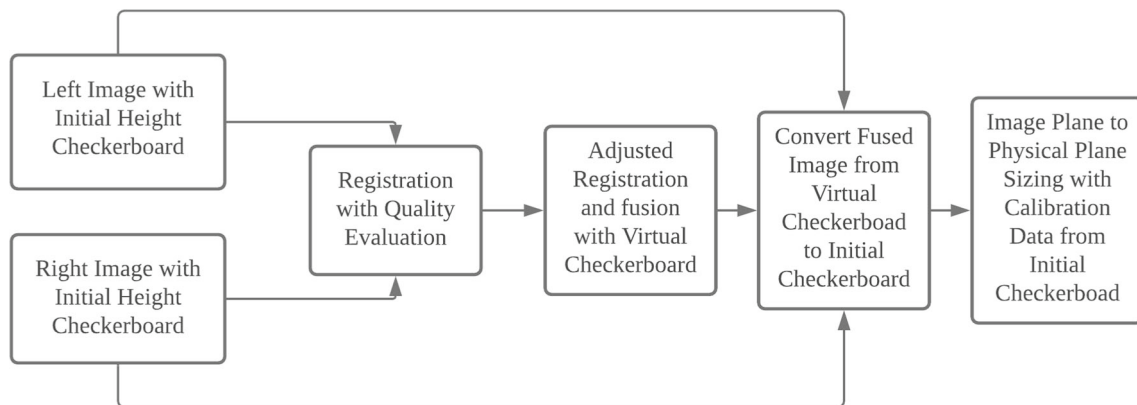 Left Image with
Initial Height
Checkerboard
Right Image with
Initial Height
Checkerboard
Registration
with Quality
Evaluation
Adjusted
Registration
and fusion
with Virtual
Checkerboard
Convert Fused
Image from
Virtual
Checkerboad
to Initial
Checkerboard
Image Plane to
Physical Plane
Sizing with
Calibration
Data from
Initial
Checkerboad